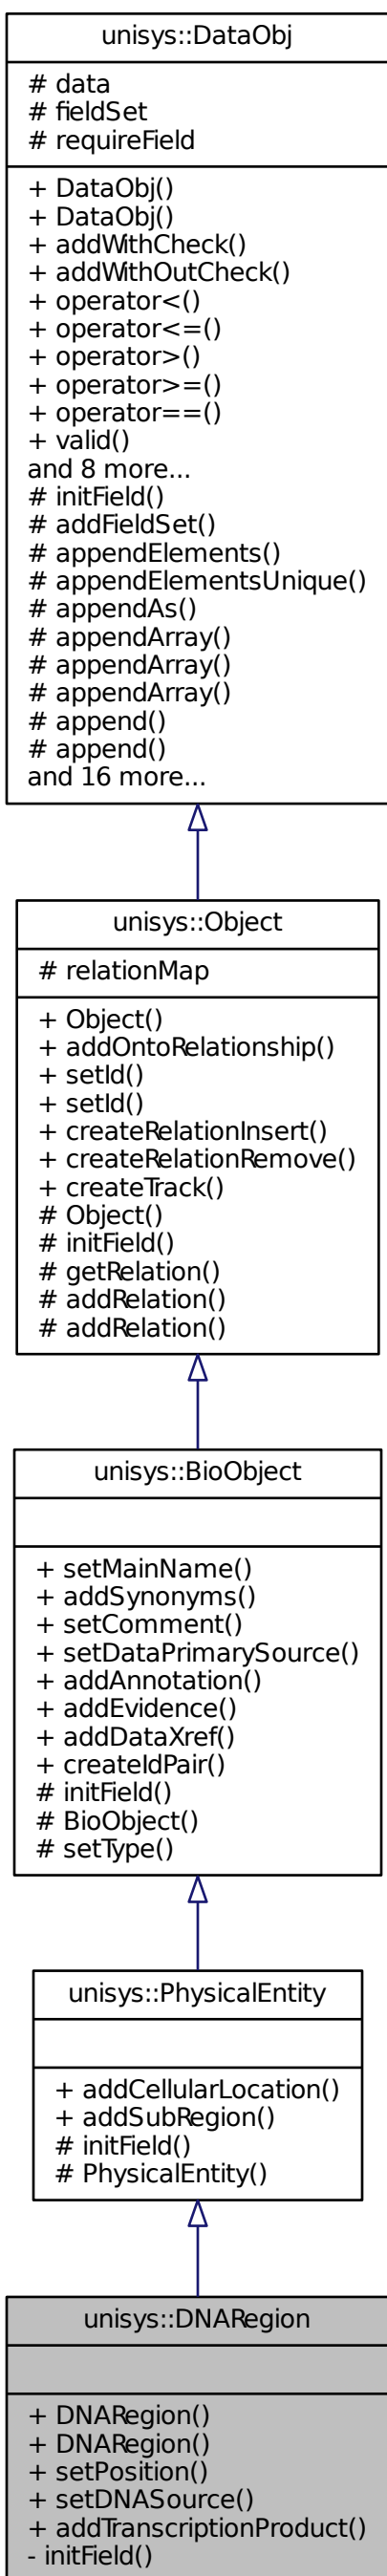 unisys::DataObj
# data
# fieldSet
# requireField
+ DataObj()
+ DataObj()
+ addWithCheck()
+ addWithOutCheck()
+ operator<()
+ operator<=()
+ operator>()
+ operator>=()
+ operator==()
+ valid()
and 8 more...
# initField()
# addFieldSet()
# appendElements()
# appendElementsUnique()
# appendAs()
# appendArray()
# appendArray()
# appendArray()
# append()
# append()
and 16 more...
unisys::Object
# relationMap
+ Object()
+ addOntoRelationship()
+ setId()
+ setId()
+ createRelationInsert()
+ createRelationRemove()
+ createTrack()
# Object()
# initField()
# getRelation()
# addRelation()
# addRelation()
unisys::BioObject
+ setMainName()
+ addSynonyms()
+ setComment()
+ setDataPrimarySource()
+ addAnnotation()
+ addEvidence()
+ addDataXref()
+ createIdPair()
# initField()
# BioObject()
# setType()
unisys::PhysicalEntity
+ addCellularLocation()
+ addSubRegion()
# initField()
# PhysicalEntity()
unisys::DNARegion
+ DNARegion()
+ DNARegion()
+ setPosition()
+ setDNASource()
+ addTranscriptionProduct()
- initField()